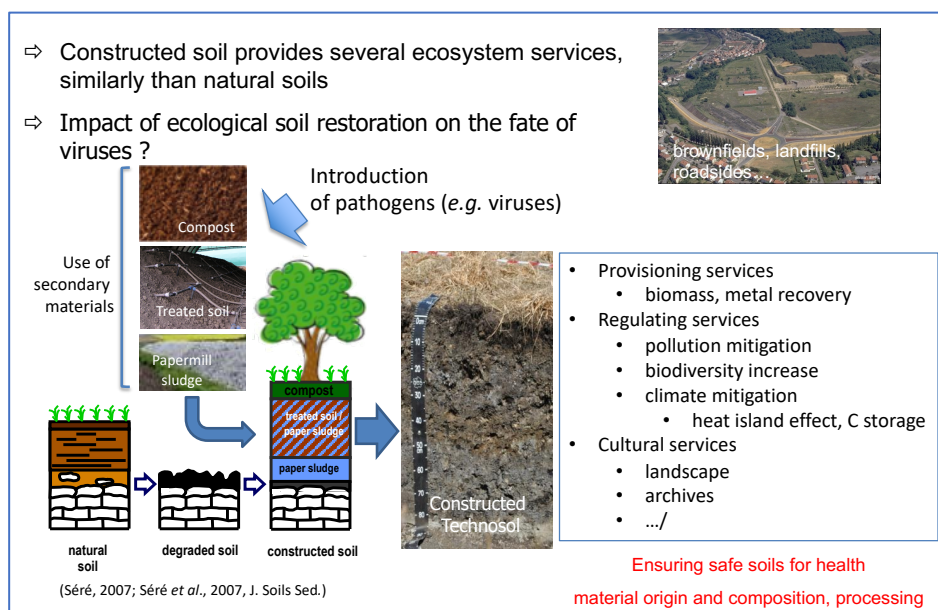 ⇨ Constructed soil provides several ecosystem services,
similarly than natural soils
⇨ Impact of ecological soil restoration on the fate of
viruses ?
brownfields, landfills,
roadsides…
Introduction
of pathogens (e.g. viruses)
Compost
Use of
secondary
materials
Treated soil
Papermill
sludge
compost
treated soil /
paper sludge
paper sludge
natural
soil
degraded soil
constructed soil
Constructed
Technosol
(Séré, 2007; Séré et al., 2007, J. Soils Sed.)
• Provisioning services
• biomass, metal recovery
• Regulating services
• pollution mitigation
• biodiversity increase
• climate mitigation
• heat island effect, C storage
• Cultural services
• landscape
• archives
• …/
Ensuring safe soils for health
material origin and composition, processing